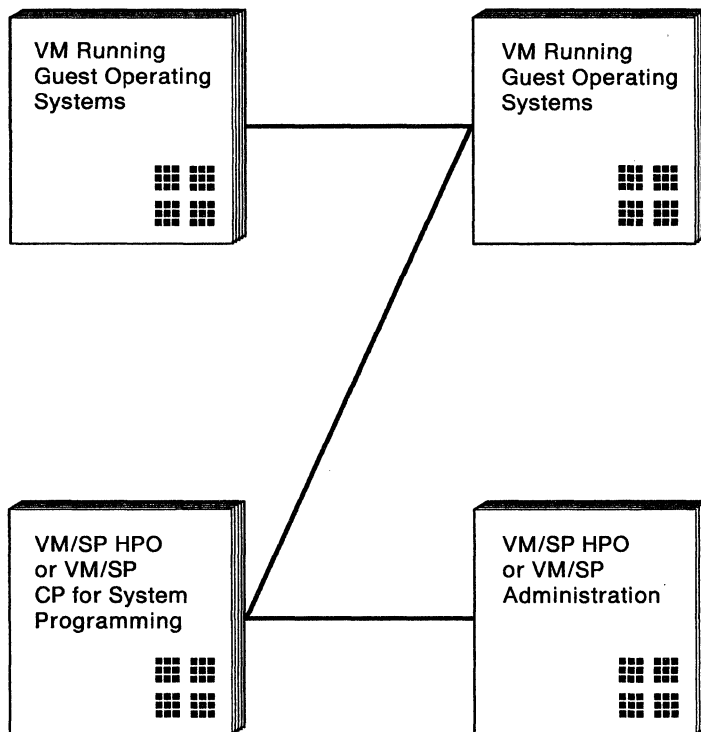 VM Running
Guest Operating
Systems
VM Running
Guest Operating
Systems
VM/SP HPO
or VM/SP
CP for System
Programming
VM/SP HPO
or VM/SP
Administration